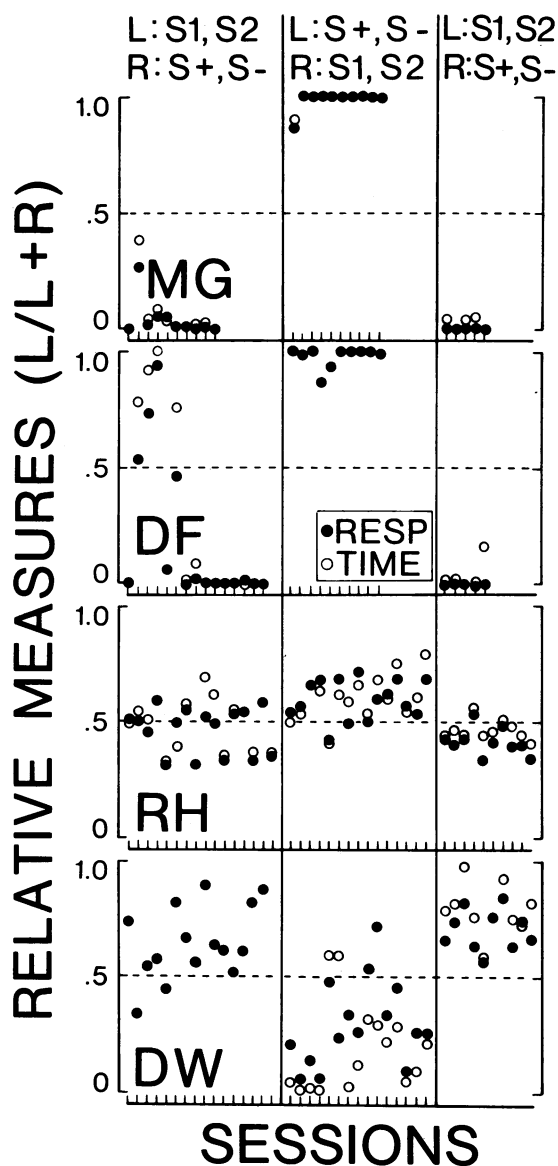 L:S1,S2 L:S+,S- L:S1,S2
R:S+,S- R:S1,S2 R:S+,S-
RELATIVE MEASURES (L/L+R)
1.0
.5
0
MG
1.0
.5
0
DF
RESP
TIME
1.0
.5
0
RH
1.0
.5
0
DW
SESSIONS